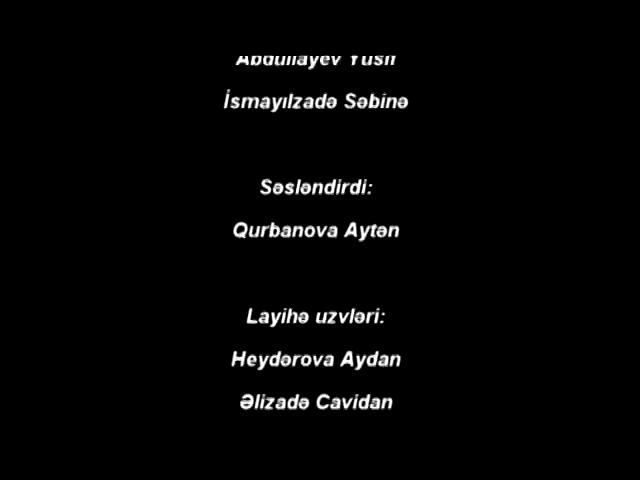 Abdullayev Yusif
İsmayılzadə Səbinə
Səsləndirdi:
Qurbanova Aytən
Layihə uzvləri:
Heydərova Aydan
Əlizadə Cavidan